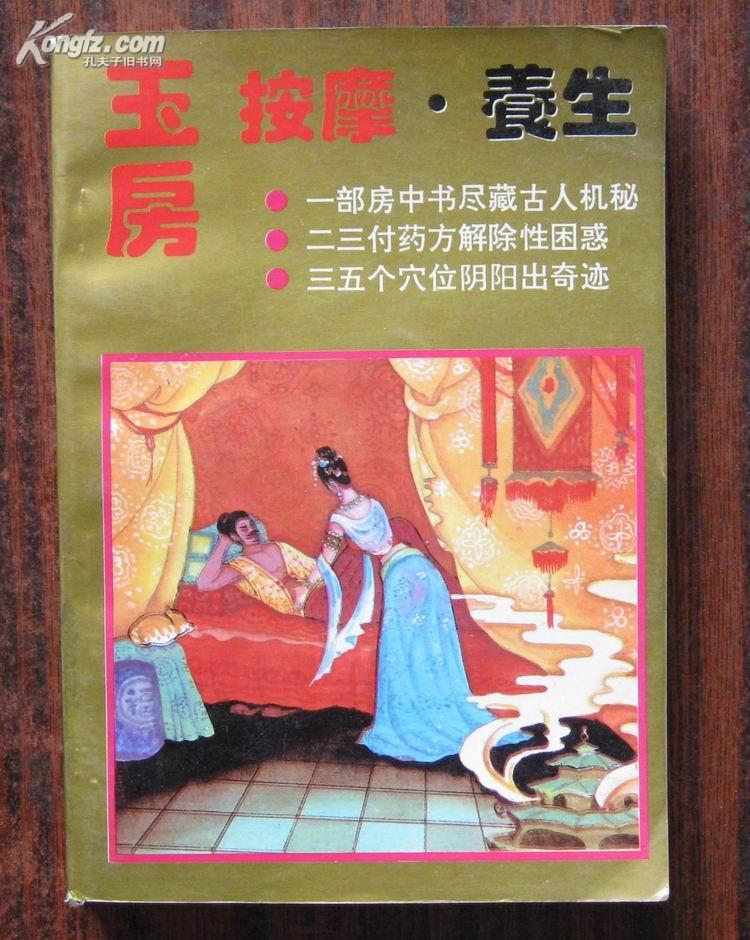 Kongfz.com
孔夫子旧书网
玉房
按摩·養生
一部房中书尽藏古人机秘
二三付药方解除性困惑
三五个穴位阴阳出奇迹
福